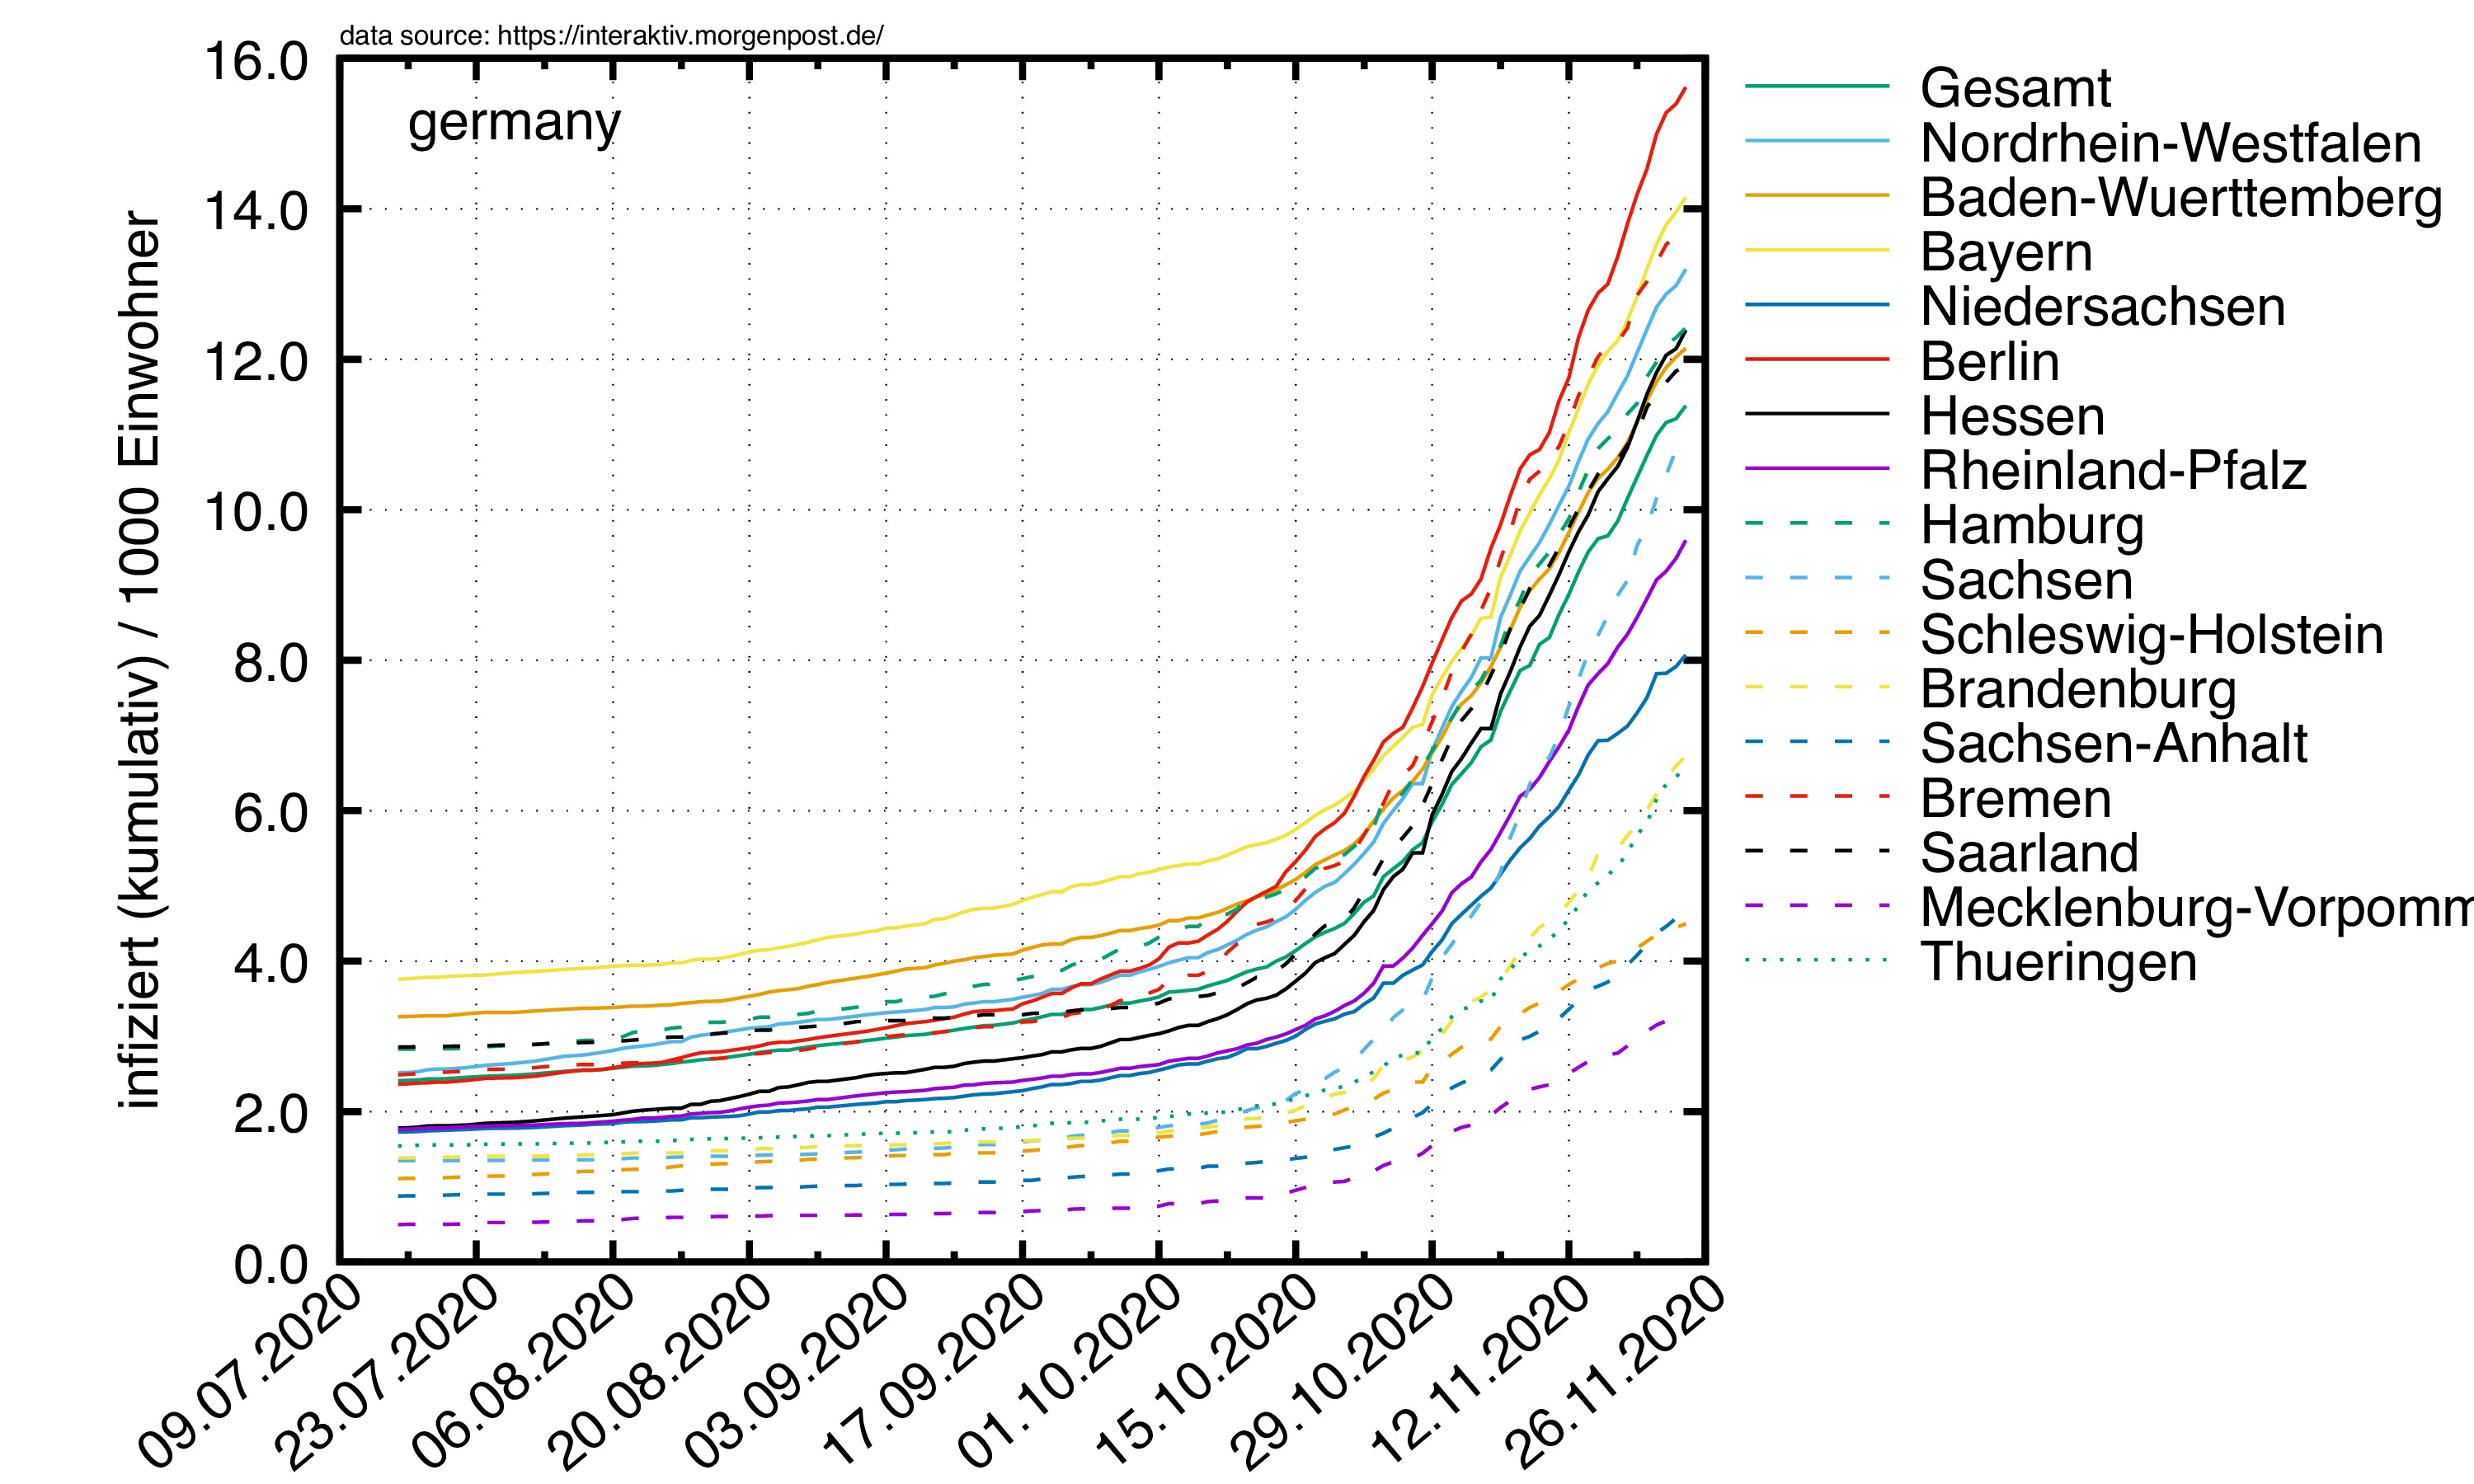 data source: https://interaktiv.morgenpost.de/
germany
infiziert (kumulativ) / 1000 Einwohner
16.0
14.0
12.0
10.0
8.0
6.0
4.0
2.0
0.0
09.07.2020
23.07.2020
06.08.2020
20.08.2020
03.09.2020
17.09.2020
01.10.2020
15.10.2020
29.10.2020
12.11.2020
26.11.2020
Gesamt
Nordrhein-Westfalen
Baden-Wuerttemberg
Bayern
Niedersachsen
Berlin
Hessen
Rheinland-Pfalz
Hamburg
Sachsen
Schleswig-Holstein
Brandenburg
Sachsen-Anhalt
Bremen
Saarland
Mecklenburg-Vorpomm
Thueringen